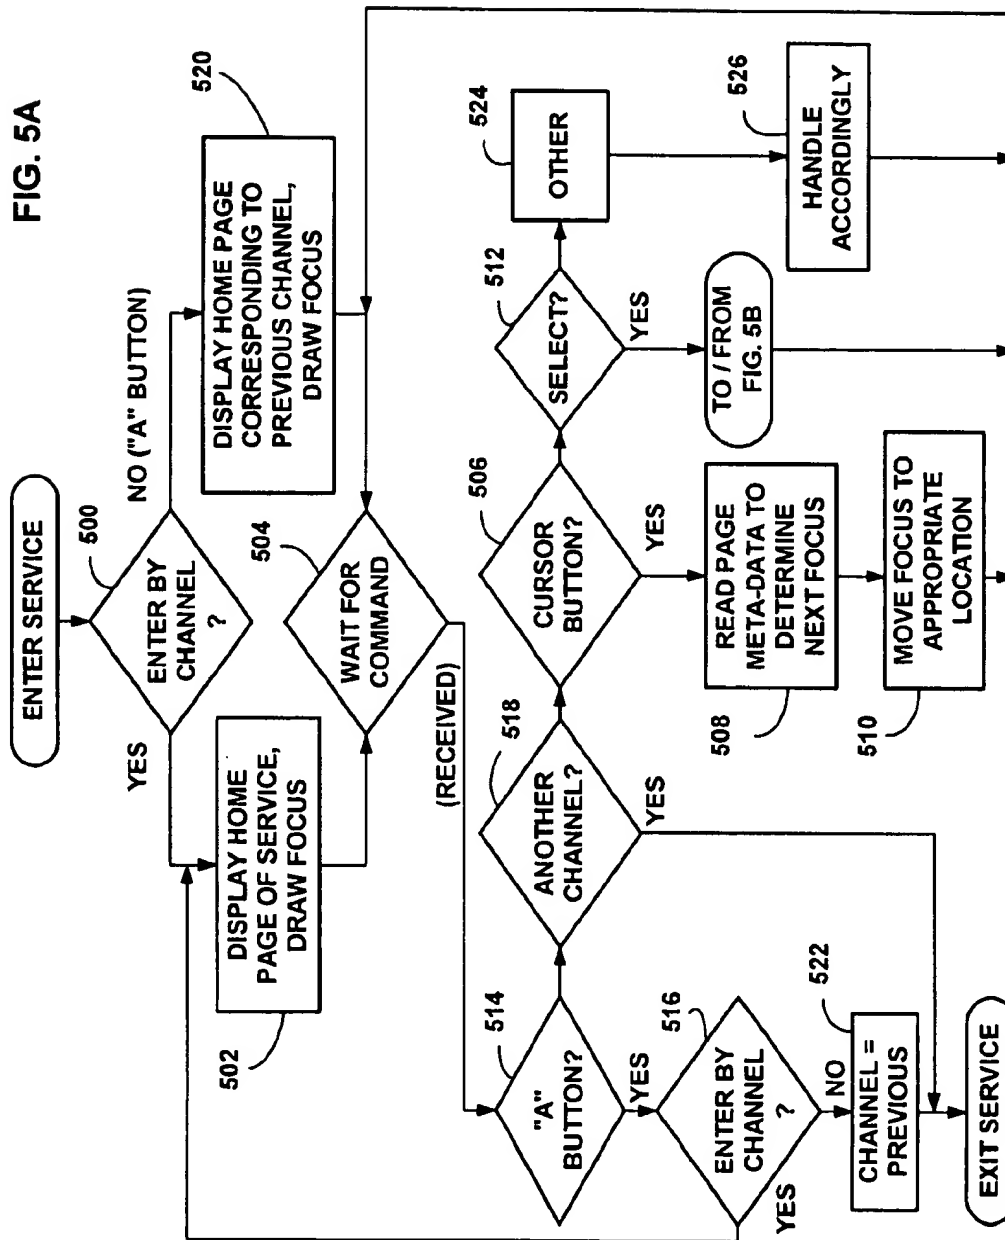 FIG. 5A
ENTER SERVICE
500
ENTER BY
CHANNEL
?
YES
NO ("A" BUTTON)
DISPLAY HOME
PAGE OF SERVICE,
DRAW FOCUS
502
520
DISPLAY HOME PAGE
CORRESPONDING TO
PREVIOUS CHANNEL,
DRAW FOCUS
504
WAIT FOR
COMMAND
(RECEIVED)
514
"A"
BUTTON?
YES
518
ANOTHER
CHANNEL?
YES
506
CURSOR
BUTTON?
YES
512
SELECT?
YES
524
OTHER
516
ENTER BY
CHANNEL
?
YES
NO
522
CHANNEL =
PREVIOUS
EXIT SERVICE
READ PAGE
META-DATA TO
DETERMINE
NEXT FOCUS
508
MOVE FOCUS TO
APPROPRIATE
LOCATION
510
TO / FROM
FIG. 5B
526
HANDLE
ACCORDINGLY